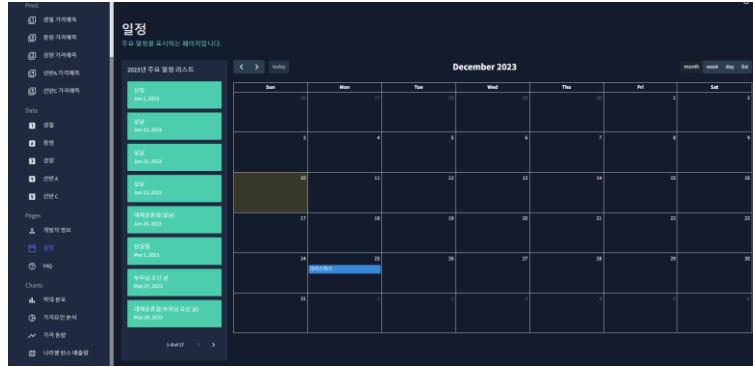 Pred.
생철 가격예측
중량 가격예측
경량 가격예측
선반A 가격예측
선반C 가격예측
Data
생철
중량
경량
선반 A
선반 C
Pages
개발자 정보
일정
FAQ
Charts
막대 분포
가격요인 분석
가격 동향
나라별 탄소 배출량
일정
주요 일정을 표시하는 페이지입니다.
2023년 주요 일정 리스트
신정
Jan 1, 2023
설날
Jan 22, 2023
설날
Jan 21, 2023
설날
Jan 23, 2023
대체공휴일(설날)
Jan 24, 2023
삼일절
Mar 1, 2023
부처님 오신 날
May 27, 2023
대체공휴일(부처님 오신 날)
May 29, 2023
1-8 of 17
today
December 2023
month week day list
Sun Mon Tue Wed Thu Fri Sat
26 27 28 29 30 1 2
3 4 5 6 7 8 9
10 11 12 13 14 15 16
17 18 19 20 21 22 23
24 25 26 27 28 29 30
크리스마스
31 1 2 3 4 5 6